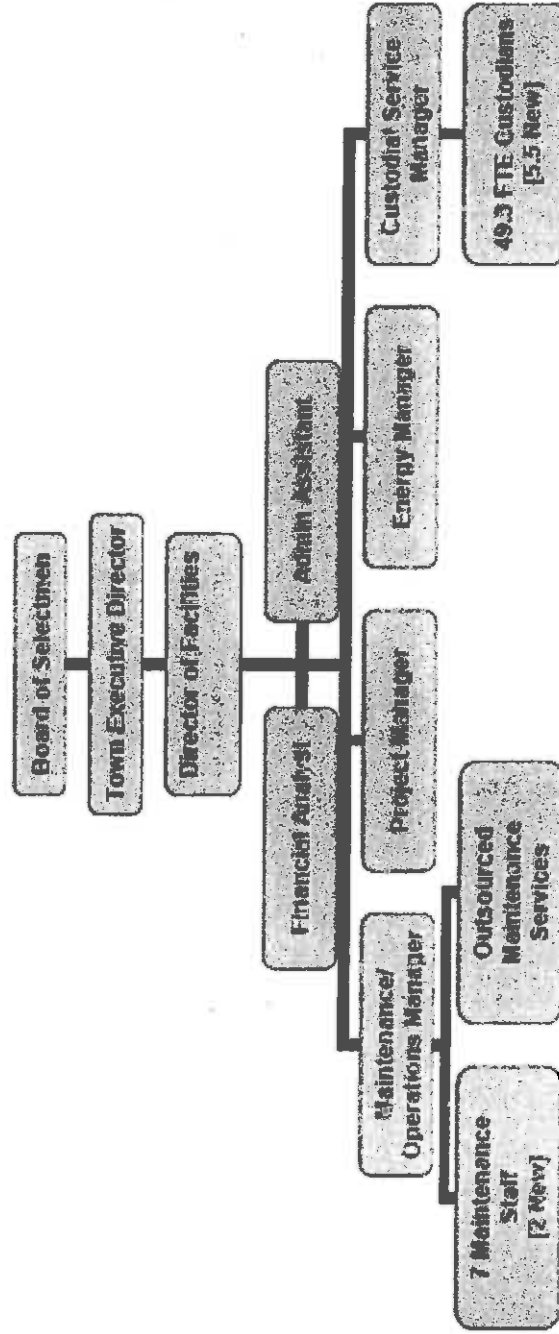 Board of Selectmen
Town Executive Director
Director of Facilities
Financial Analyst
Admin Assistant
Maintenance/
Operations Manager
Project Manager
Energy Manager
Custodial Service
Manager
7 Maintenance
Staff
[2 New]
Outsourced
Maintenance
Services
49.3 FTE Custodians
[5.5 New]